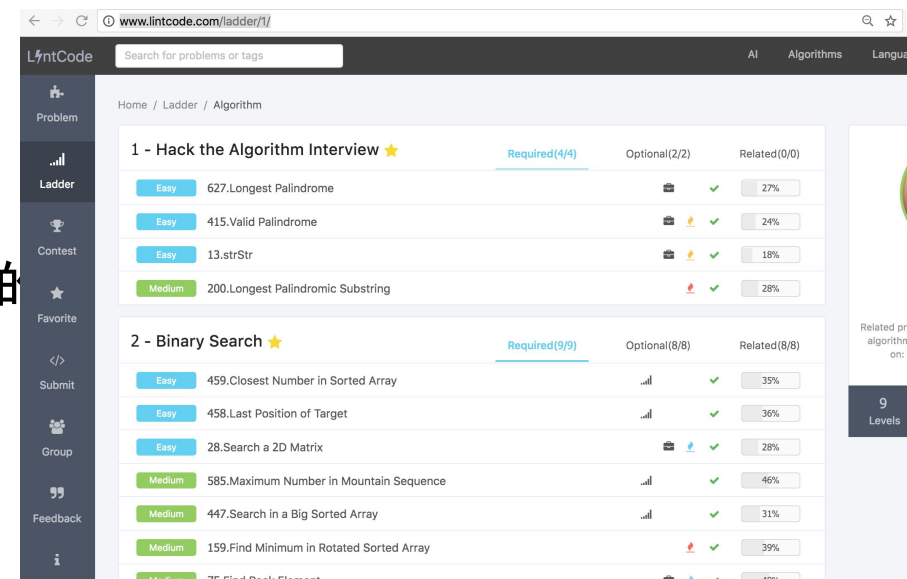 www.lintcode.com/ladder/1/
LintCode
Search for problems or tags
AI Algorithms
Problem
Ladder
Contest
Favorite
Submit
Group
Feedback
的
Home / Ladder / Algorithm
1 - Hack the Algorithm Interview Required(4/4) Optional(2/2) Related(0/0)
Easy 627.Longest Palindrome 27%
Easy 415.Valid Palindrome 24%
Easy 13.strStr 18%
Medium 200.Longest Palindromic Substring 28%
2 - Binary Search Required(9/9) Optional(8/8) Related(8/8)
Easy 459.Closest Number in Sorted Array 35%
Easy 458.Last Position of Target 36%
Easy 28.Search a 2D Matrix 28%
Medium 585.Maximum Number in Mountain Sequence 46%
Medium 447.Search in a Big Sorted Array 31%
Medium 159.Find Minimum in Rotated Sorted Array 39%
Related
on:
9
Levels